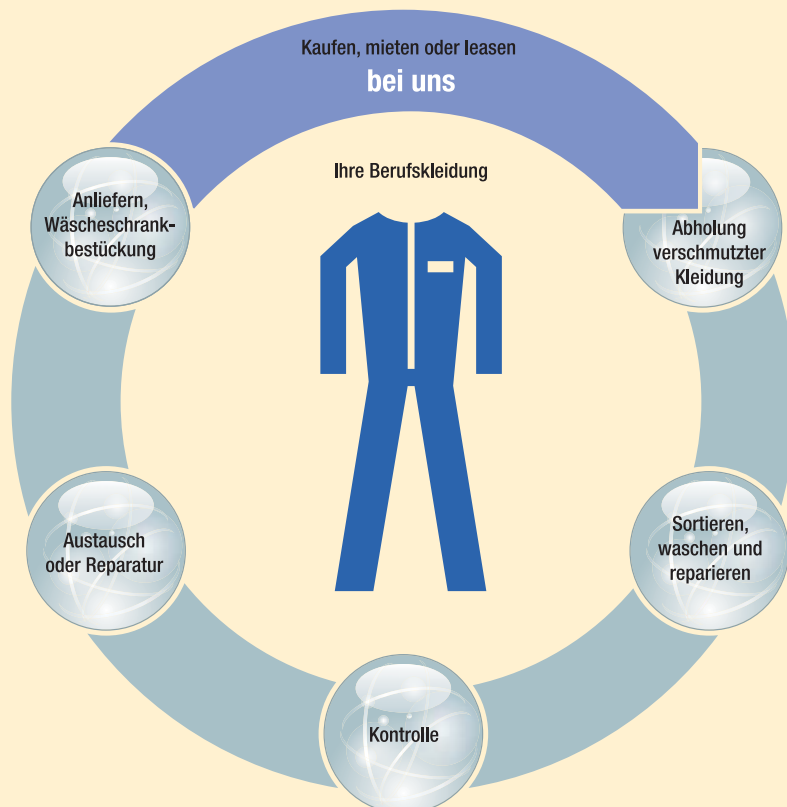 Kaufen, mieten oder leasen
bei uns
Ihre Berufskleidung
Anliefern,
Wäscheschrank-
bestückung
Abholung
verschmutzter
Kleidung
Austausch
oder Reparatur
Sortieren,
waschen und
reparieren
Kontrolle